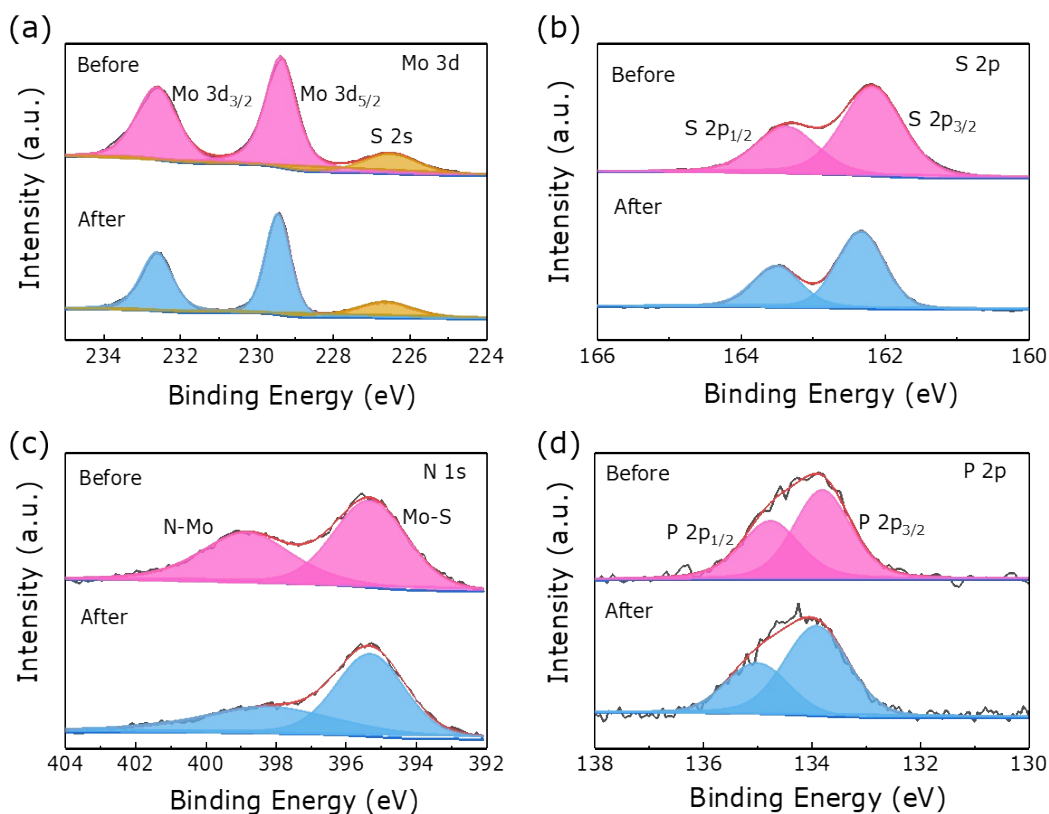 (a)
Before
Mo 3d
Mo 3d3/2
Mo 3d5/2
S 2s
After
Intensity (a.u.)
234 232 230 228 226 224
Binding Energy (eV)
(b)
Before
S 2p
S 2p1/2
S 2p3/2
After
Intensity (a.u.)
166 164 162 160
Binding Energy (eV)
(c)
Before
N 1s
N-Mo
Mo-S
After
Intensity (a.u.)
404 402 400 398 396 394 392
Binding Energy (eV)
(d)
Before
P 2p
P 2p1/2
P 2p3/2
After
Intensity (a.u.)
138 136 134 132 130
Binding Energy (eV)